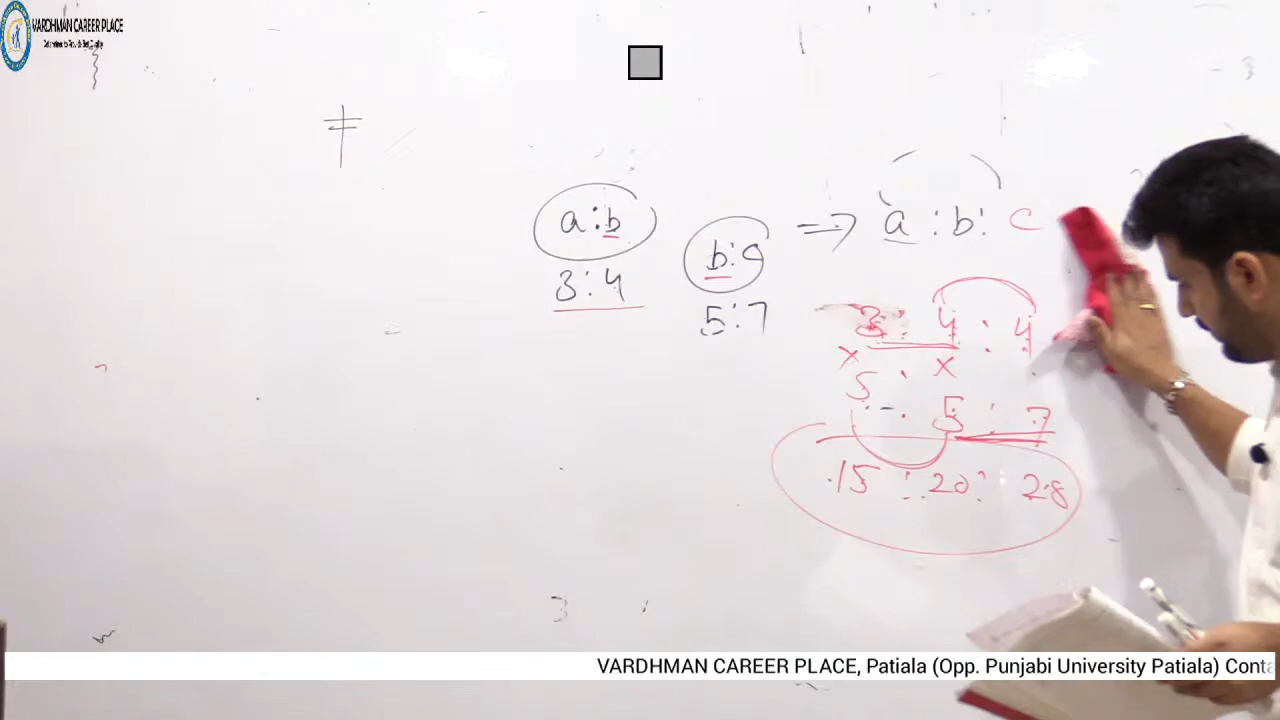 VARDHMAN CAREER PLACE
a:b
b:c
=> a : b : c
3:4
5:7
3 : 4 : 4
x x
5 : 5 : 7
15 : 20 : 28
3
VARDHMAN CAREER PLACE, Patiala (Opp. Punjabi University Patiala) Conta